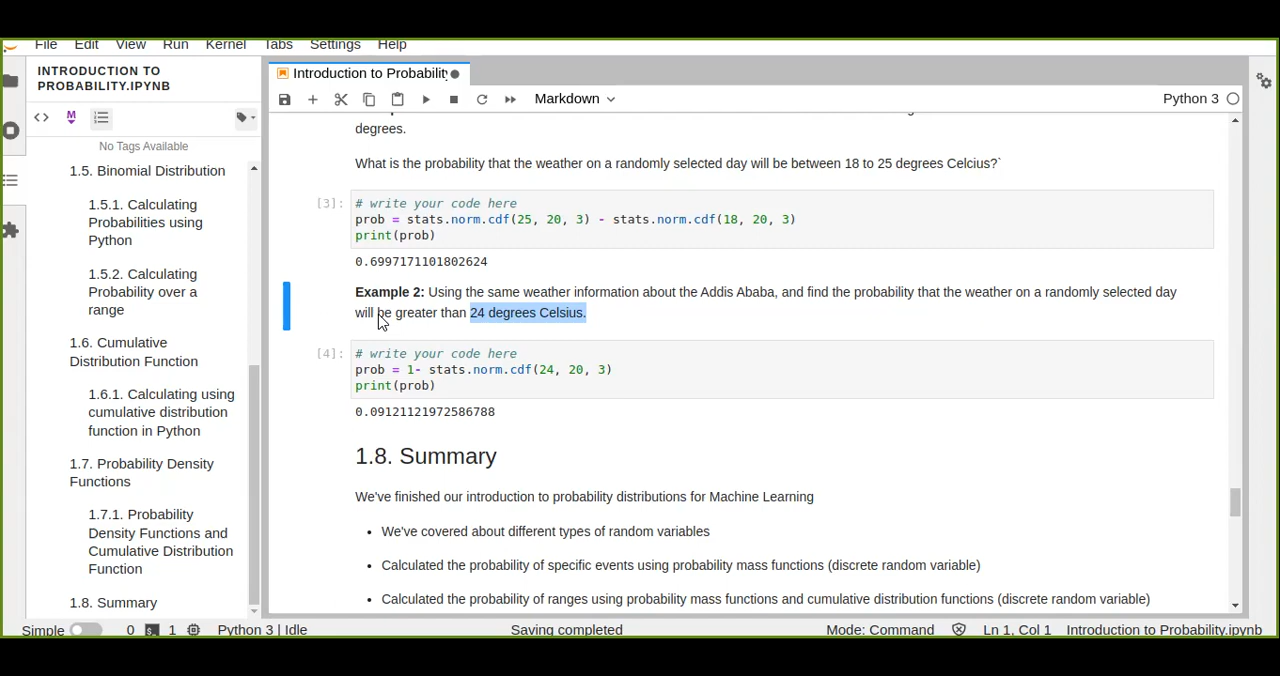 File Edit View Run Kernel Tabs Settings Help
INTRODUCTION TO
PROBABILITY.IPYNB
No Tags Available
1.5. Binomial Distribution
1.5.1. Calculating
Probabilities using
Python
1.5.2. Calculating
Probability over a
range
1.6. Cumulative
Distribution Function
1.6.1. Calculating using
cumulative distribution
function in Python
1.7. Probability Density
Functions
1.7.1. Probability
Density Functions and
Cumulative Distribution
Function
1.8. Summary
Introduction to Probability
Markdown
Python 3
degrees.
What is the probability that the weather on a randomly selected day will be between 18 to 25 degrees Celcius?`
[3]: # write your code here
prob = stats.norm.cdf(25, 20, 3) - stats.norm.cdf(18, 20, 3)
print(prob)
0.6997171101802624
Example 2: Using the same weather information about the Addis Ababa, and find the probability that the weather on a randomly selected day
will be greater than 24 degrees Celsius.
[4]: # write your code here
prob = 1- stats.norm.cdf(24, 20, 3)
print(prob)
0.09121121972586788
1.8. Summary
We've finished our introduction to probability distributions for Machine Learning
• We've covered about different types of random variables
• Calculated the probability of specific events using probability mass functions (discrete random variable)
• Calculated the probability of ranges using probability mass functions and cumulative distribution functions (discrete random variable)
Simple 0 1 Python 3 | Idle Saving completed Mode: Command Ln 1, Col 1 Introduction to Probability.ipynb